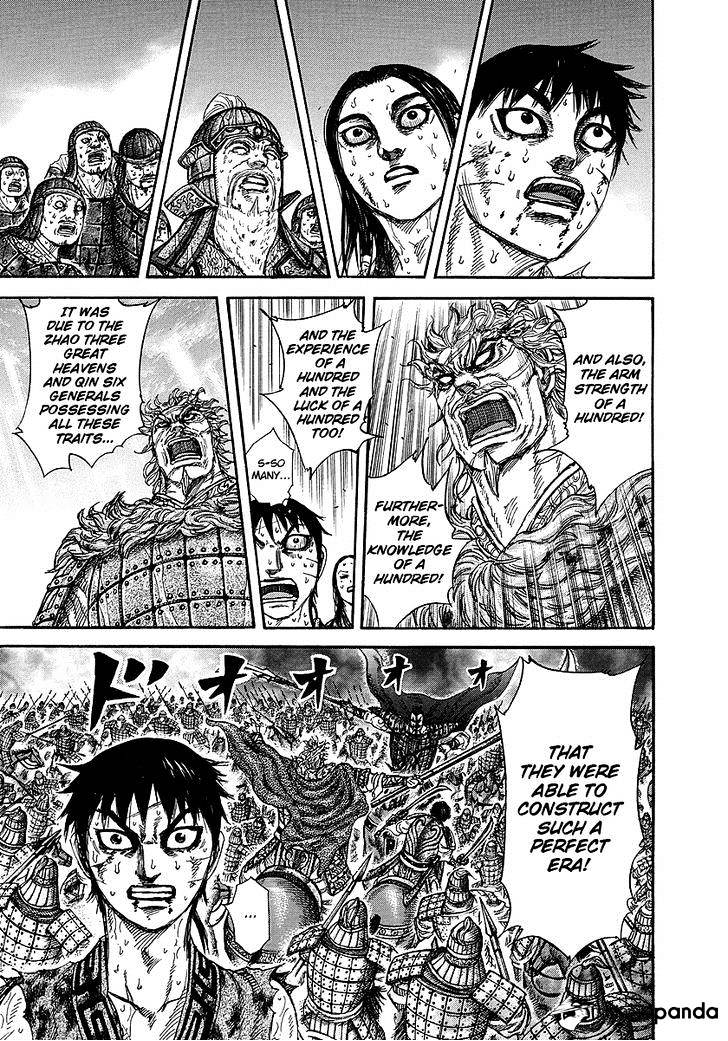 AND ALSO,
THE ARM
STRENGTH
OF A
HUNDRED!
FURTHER-
MORE,
THE
KNOWLEDGE
OF A
HUNDRED!
AND THE
EXPERIENCE
OF A
HUNDRED
AND THE
LUCK OF A
HUNDRED
TOO!
S-SO
MANY...
IT WAS
DUE TO THE
ZHAO THREE
GREAT
HEAVENS
AND QIN SIX
GENERALS
POSSESSING
ALL THESE
TRAITS...
THAT
THEY WERE
ABLE TO
CONSTRUCT
SUCH A
PERFECT
ERA!
ドオオオオ
...
panda